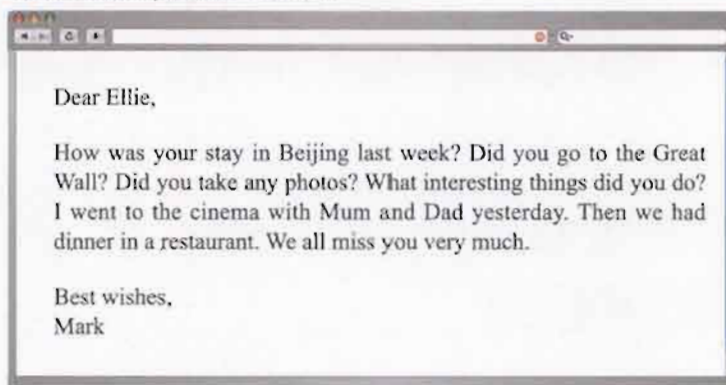 Dear Ellie,
How was your stay in Beijing last week? Did you go to the Great
Wall? Did you take any photos? What interesting things did you do?
I went to the cinema with Mum and Dad yesterday. Then we had
dinner in a restaurant. We all miss you very much.
Best wishes,
Mark